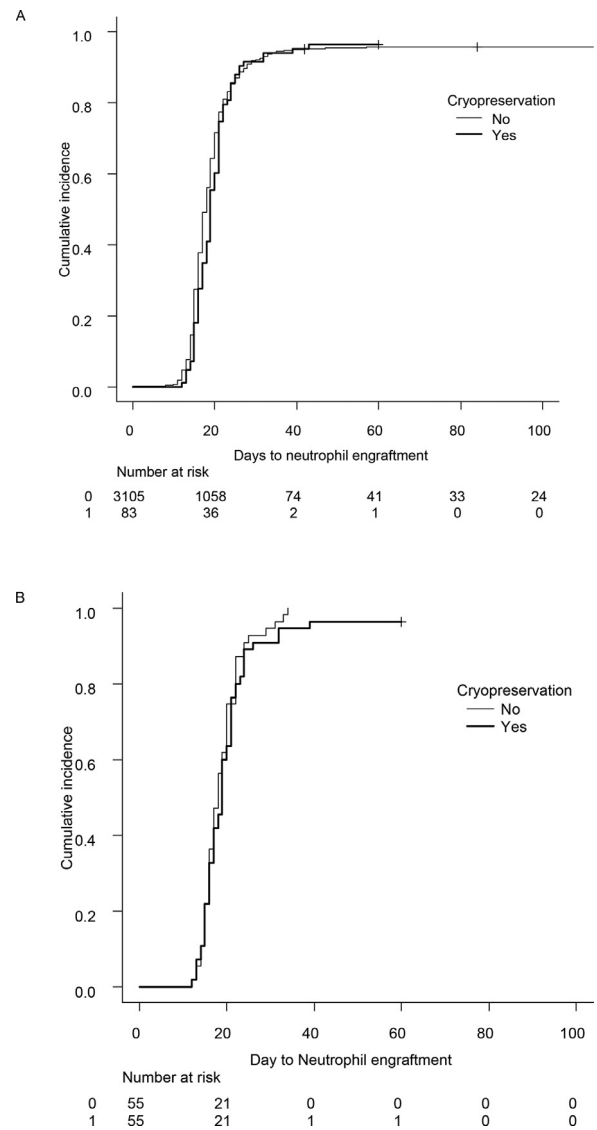 A
1.0
0.8
0.6
0.4
0.2
0.0
Cumulative incidence
Cryopreservation
No
Yes
0 20 40 60 80 100
Days to neutrophil engraftment
Number at risk
0 3105 1058 74 41 33 24
1 83 36 2 1 0 0
B
1.0
0.8
0.6
0.4
0.2
0.0
Cumulative incidence
Cryopreservation
No
Yes
0 20 40 60 80 100
Day to Neutrophil engraftment
Number at risk
0 55 21 0 0 0 0
1 55 21 1 1 0 0